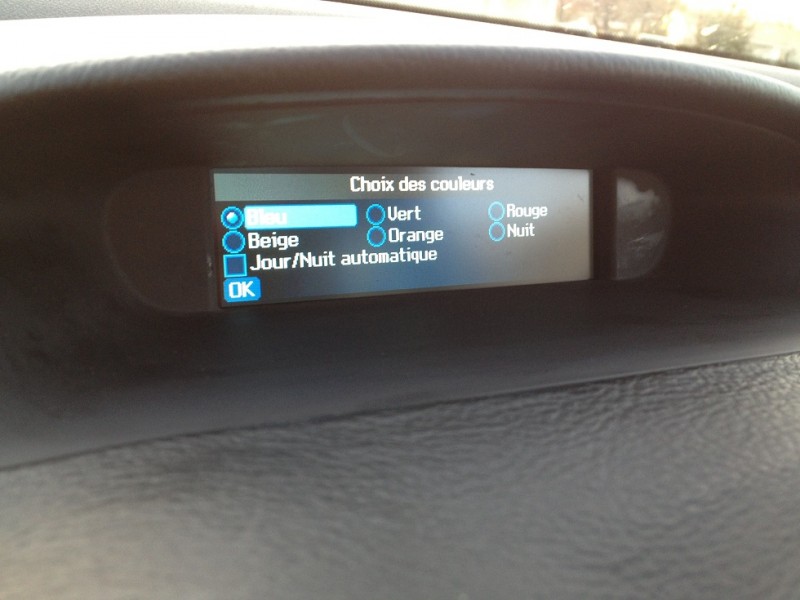 Choix des couleurs
Bleu Vert Rouge
Beige Orange Nuit
Jour/Nuit automatique
OK